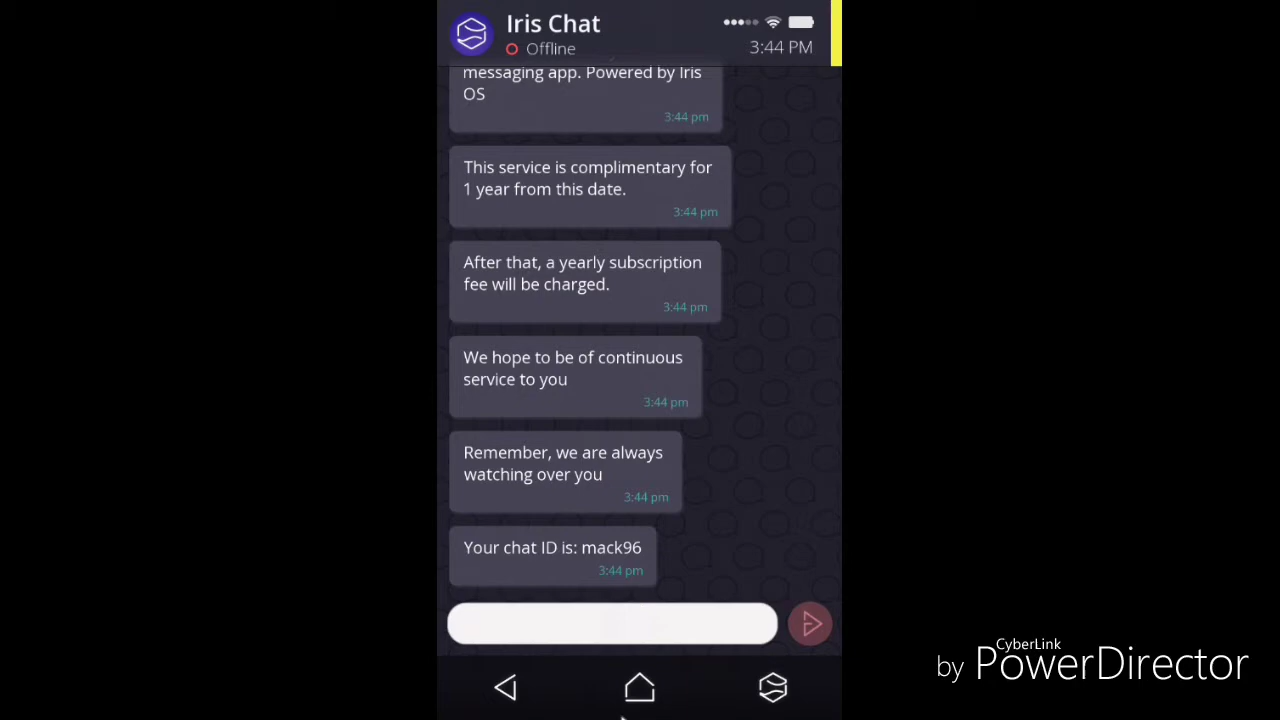 Iris Chat
Offline
3:44 PM
messaging app. Powered by Iris
OS
3:44 pm
This service is complimentary for
1 year from this date.
3:44 pm
After that, a yearly subscription
fee will be charged.
3:44 pm
We hope to be of continuous
service to you
3:44 pm
Remember, we are always
watching over you
3:44 pm
Your chat ID is: mack96
3:44 pm
CyberLink
by PowerDirector